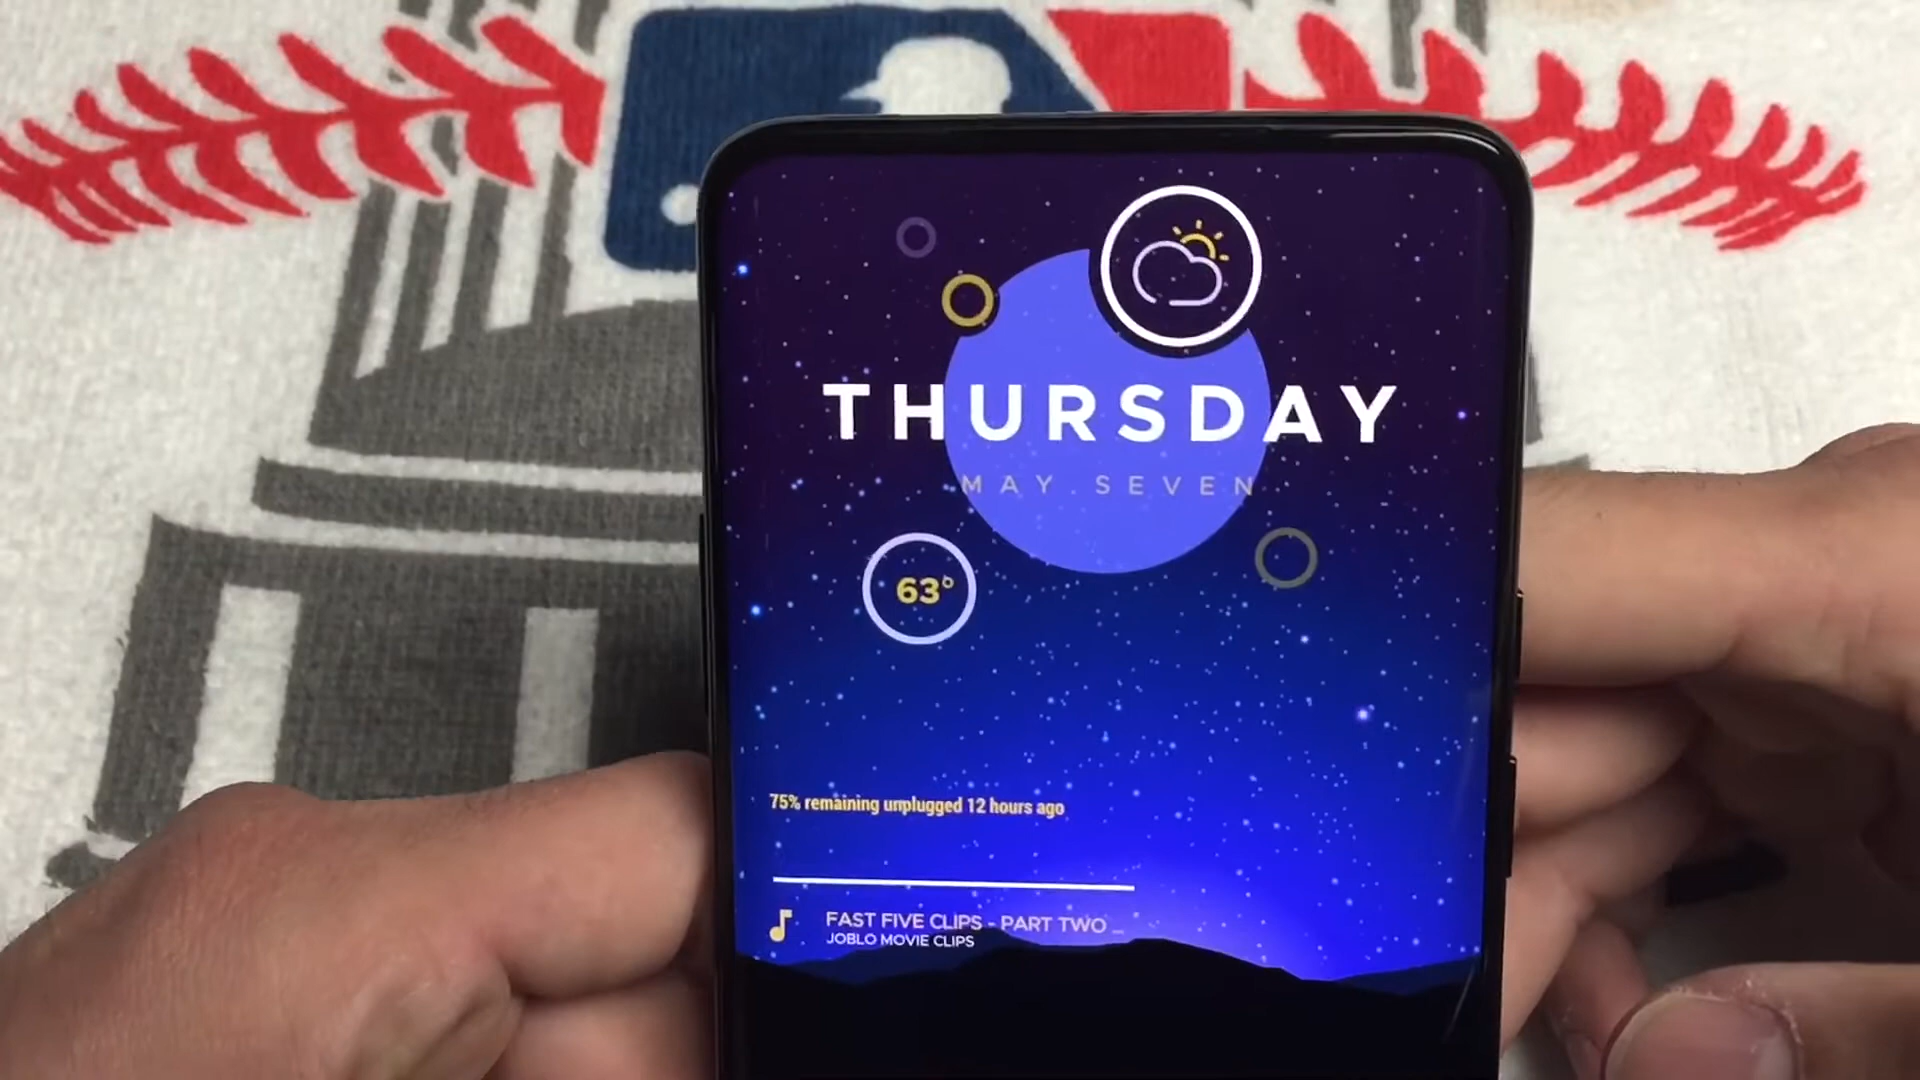 THURSDAY
MAY SEVEN
63°
75% remaining unplugged 12 hours ago
FAST FIVE CLIPS - PART TWO ...
JOBLO MOVIE CLIPS